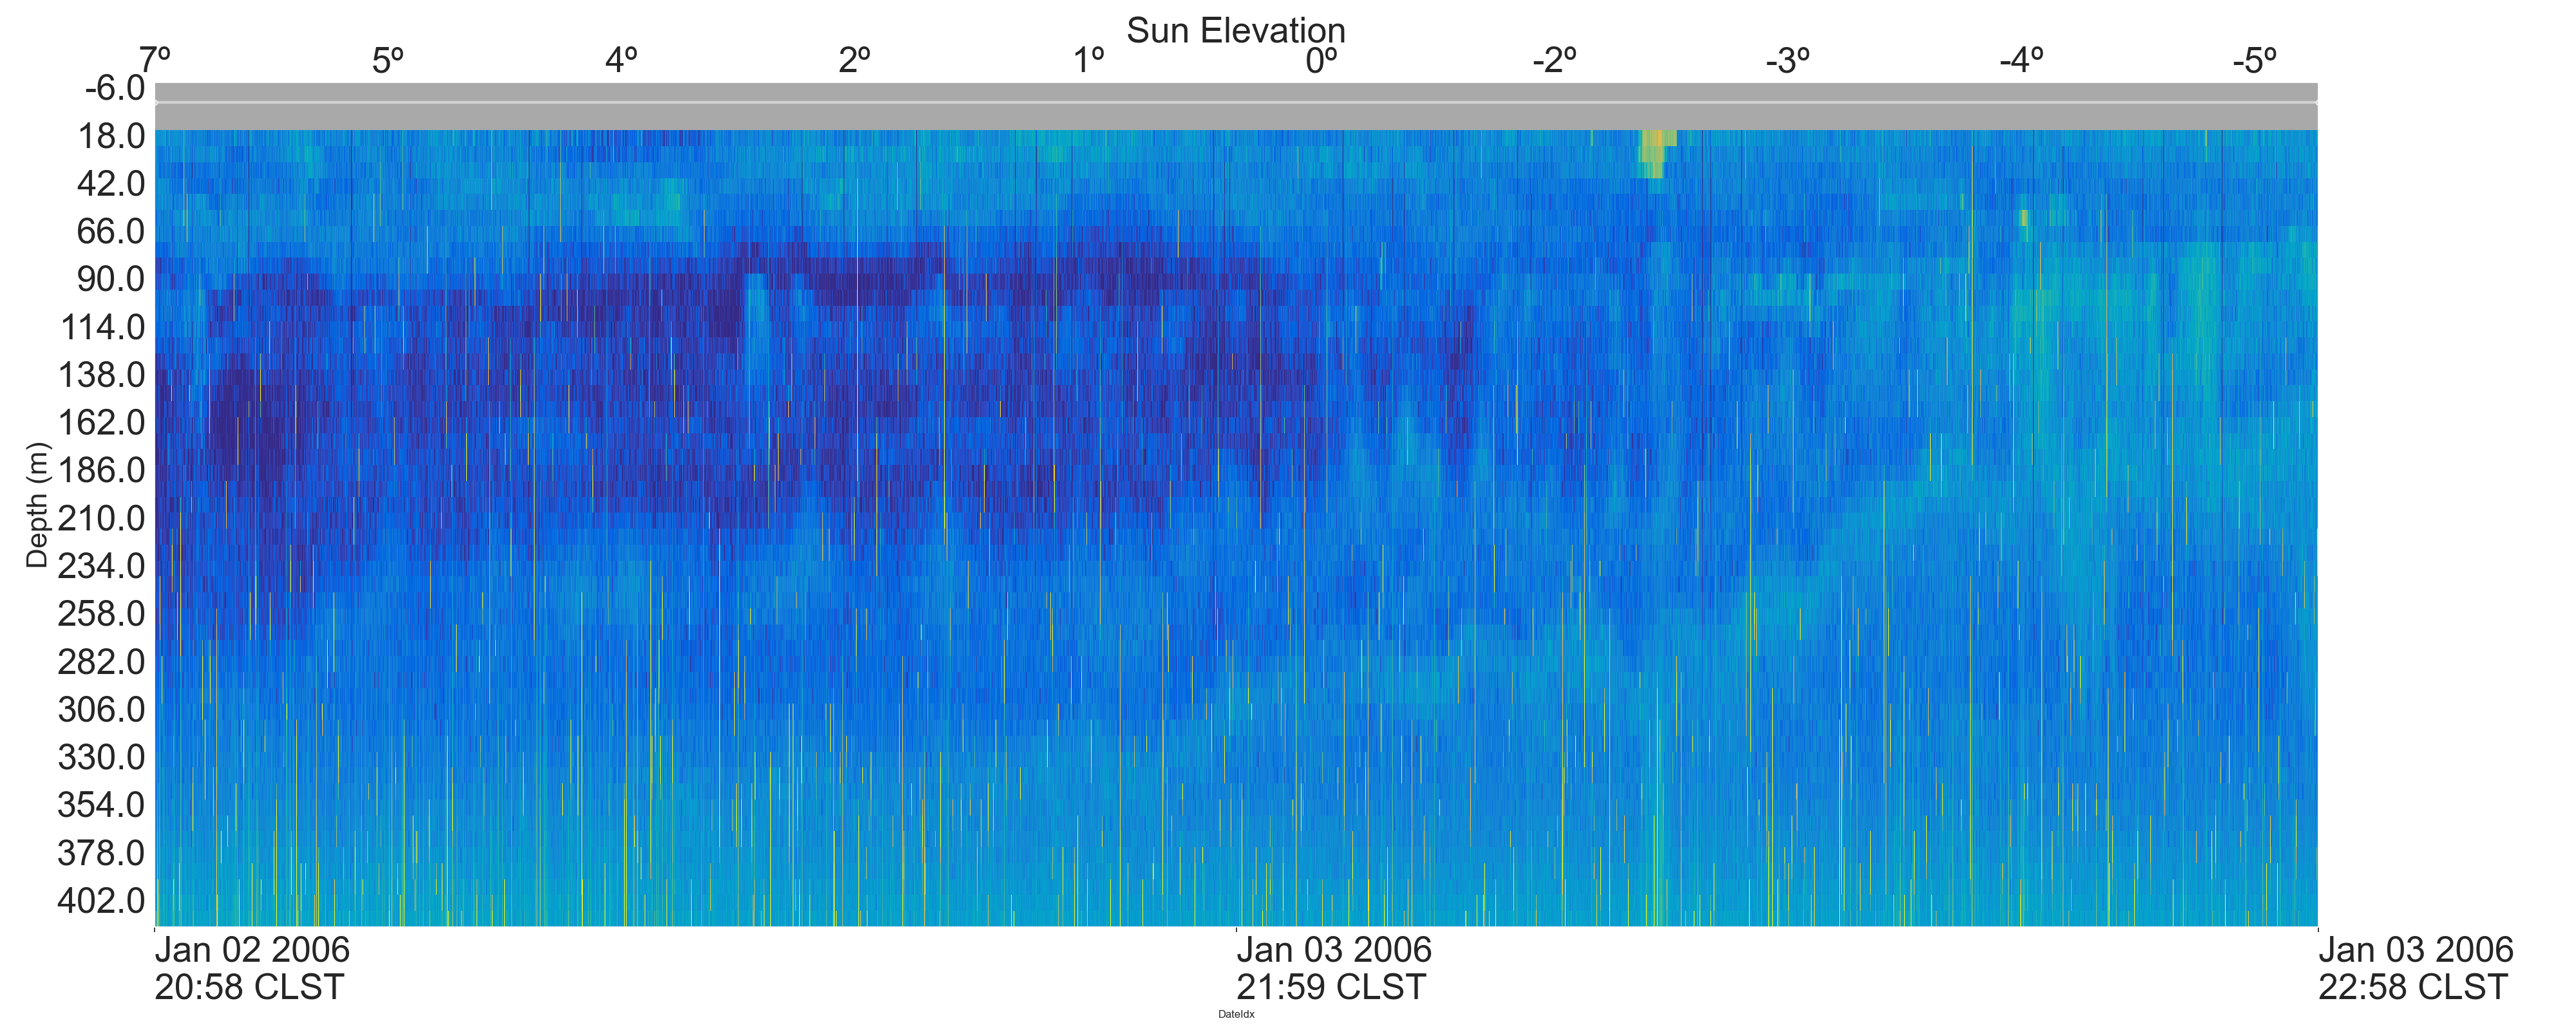 Sun Elevation
7º 5º 4º 2º 1º 0º -2º -3º -4º -5º
-6.0
18.0
42.0
66.0
90.0
114.0
138.0
162.0
186.0
210.0
234.0
258.0
282.0
306.0
330.0
354.0
378.0
402.0
Depth (m)
Jan 02 2006
20:58 CLST
Jan 03 2006
21:59 CLST
Jan 03 2006
22:58 CLST
DateIdx